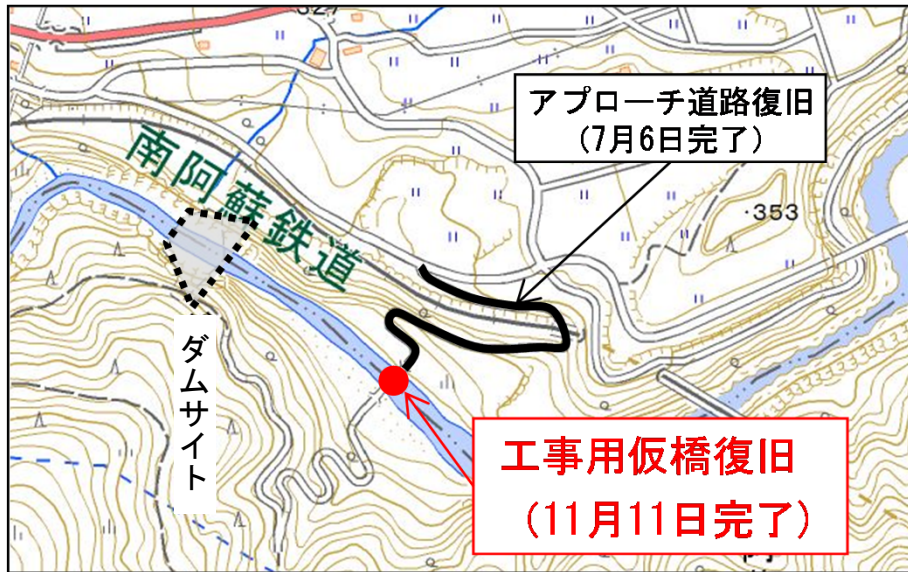 アプローチ道路復旧
(7月6日完了)
南阿蘇鉄道
・353
ダムサイト
工事用仮橋復旧
(11月11日完了)